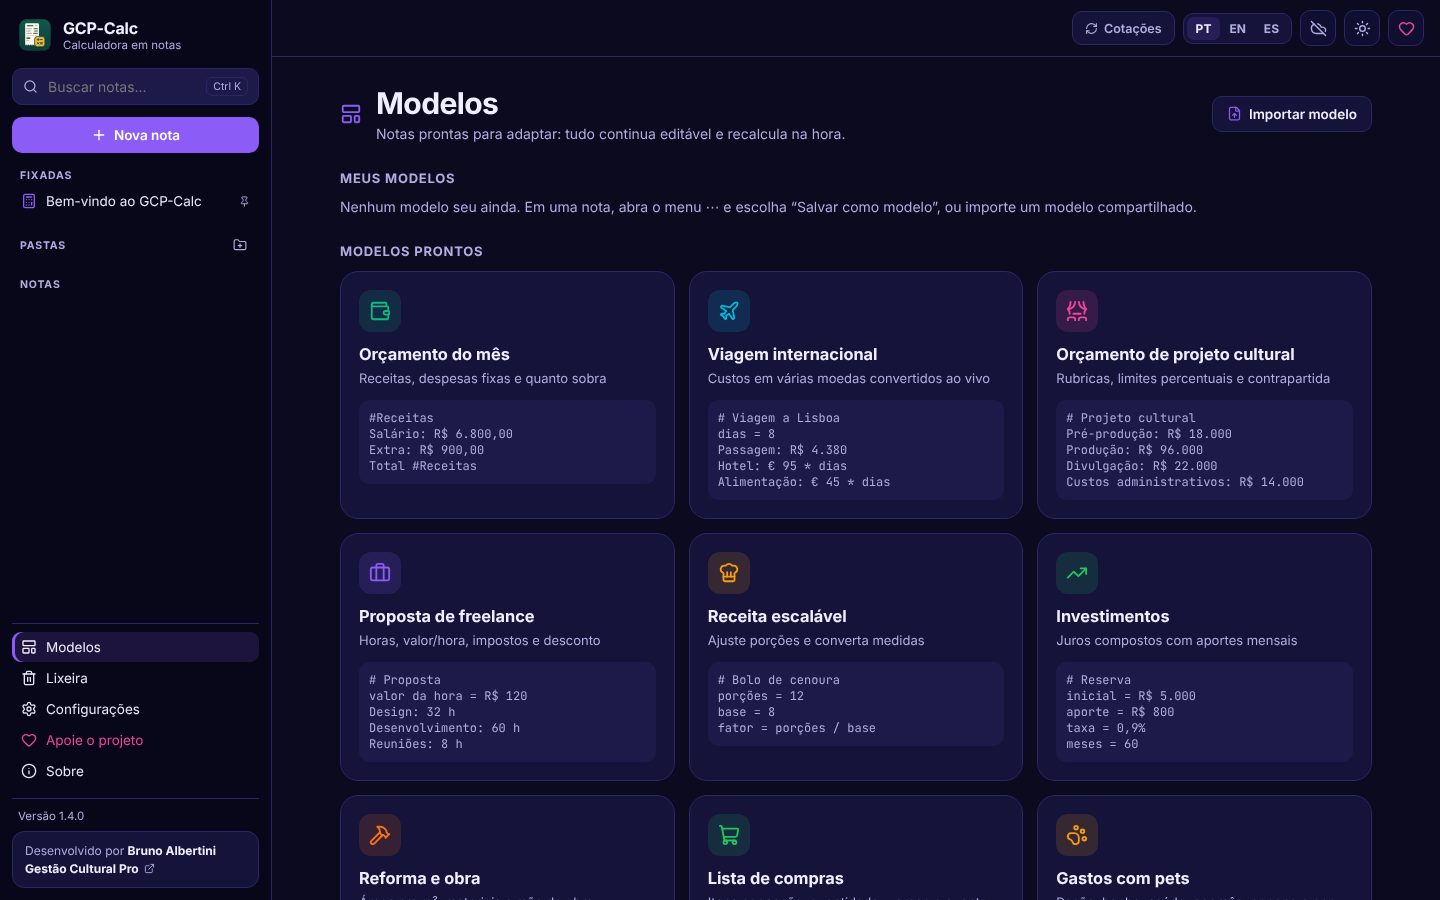 GCP-Calc
Calculadora em notas
Buscar notas...
Ctrl K
Nova nota
FIXADAS
Bem-vindo ao GCP-Calc
PASTAS
NOTAS
Modelos
Lixeira
Configurações
Apoie o projeto
Sobre
Versão 1.4.0
Desenvolvido por Bruno Albertini
Gestão Cultural Pro
Cotações
PT EN ES
Modelos
Notas prontas para adaptar: tudo continua editável e recalcula na hora.
Importar modelo
MEUS MODELOS
Nenhum modelo seu ainda. Em uma nota, abra o menu ··· e escolha “Salvar como modelo”, ou importe um modelo compartilhado.
MODELOS PRONTOS
Orçamento do mês
Receitas, despesas fixas e quanto sobra
#Receitas
Salário: R$ 6.800,00
Extra: R$ 900,00
Total #Receitas
Viagem internacional
Custos em várias moedas convertidos ao vivo
# Viagem a Lisboa
dias = 8
Passagem: R$ 4.380
Hotel: € 95 * dias
Alimentação: € 45 * dias
Orçamento de projeto cultural
Rubricas, limites percentuais e contrapartida
# Projeto cultural
Pré-produção: R$ 18.000
Produção: R$ 96.000
Divulgação: R$ 22.000
Custos administrativos: R$ 14.000
Proposta de freelance
Horas, valor/hora, impostos e desconto
# Proposta
valor da hora = R$ 120
Design: 32 h
Desenvolvimento: 60 h
Reuniões: 8 h
Receita escalável
Ajuste porções e converta medidas
# Bolo de cenoura
porções = 12
base = 8
fator = porções / base
Investimentos
Juros compostos com aportes mensais
# Reserva
inicial = R$ 5.000
aporte = R$ 800
taxa = 0,9%
meses = 60
Reforma e obra
Lista de compras
Gastos com pets